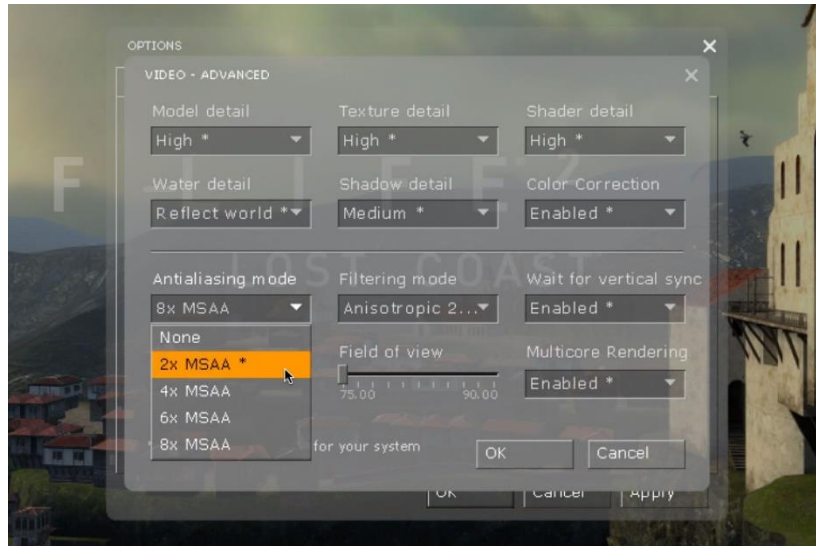 OPTIONS
VIDEO - ADVANCED
Model detail
Texture detail
Shader detail
High *
High *
High *
Water detail
Shadow detail
Color Correction
Reflect world *
Medium *
Enabled *
LOST COAST
Antialiasing mode
Filtering mode
Wait for vertical sync
8x MSAA
Anisotropic 2...
Enabled *
None
2x MSAA *
4x MSAA
6x MSAA
8x MSAA
Field of view
75.00
90.00
Multicore Rendering
Enabled *
for your system
OK
Cancel
OK
Cancel
Apply